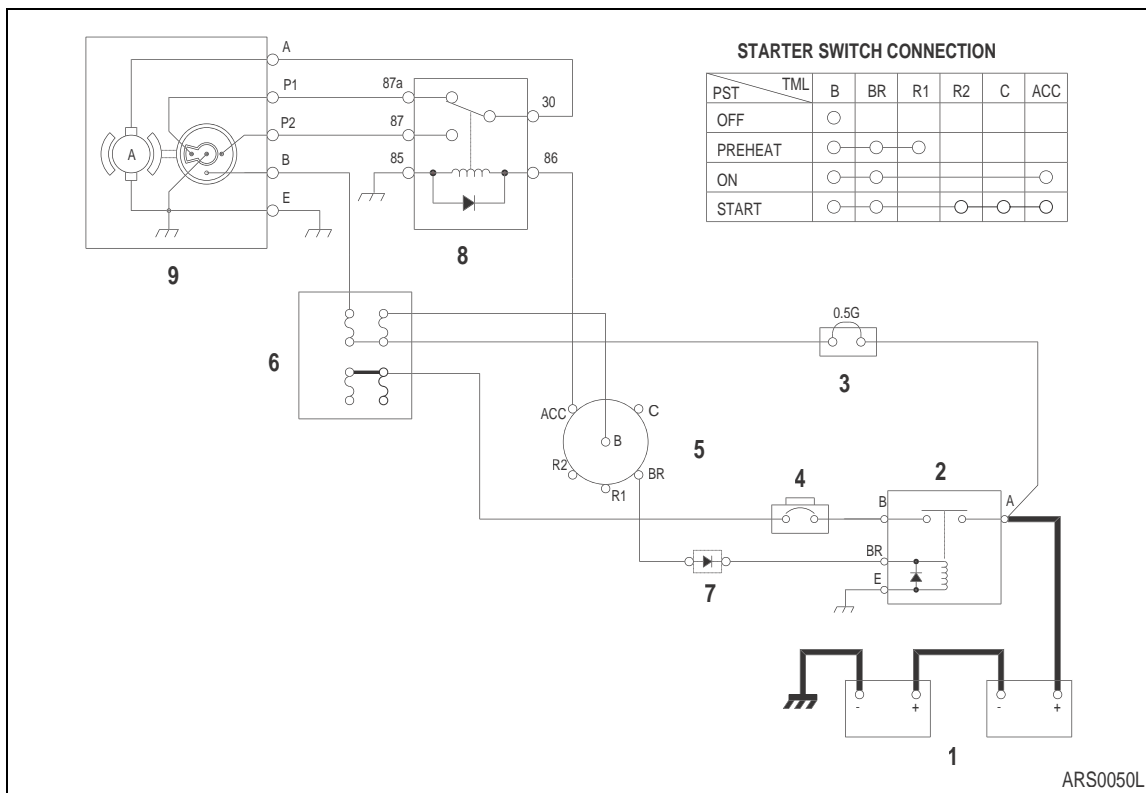 STARTER SWITCH CONNECTION
PST TML B BR R1 R2 C ACC
OFF
PREHEAT
ON
START
A
P1
P2
B
E
A
9
87a
87
85
30
86
8
6
0.5G
3
ACC
C
B
R2
BR
R1
5
4
7
2
B
A
BR
E
- +
- +
1
ARS0050L